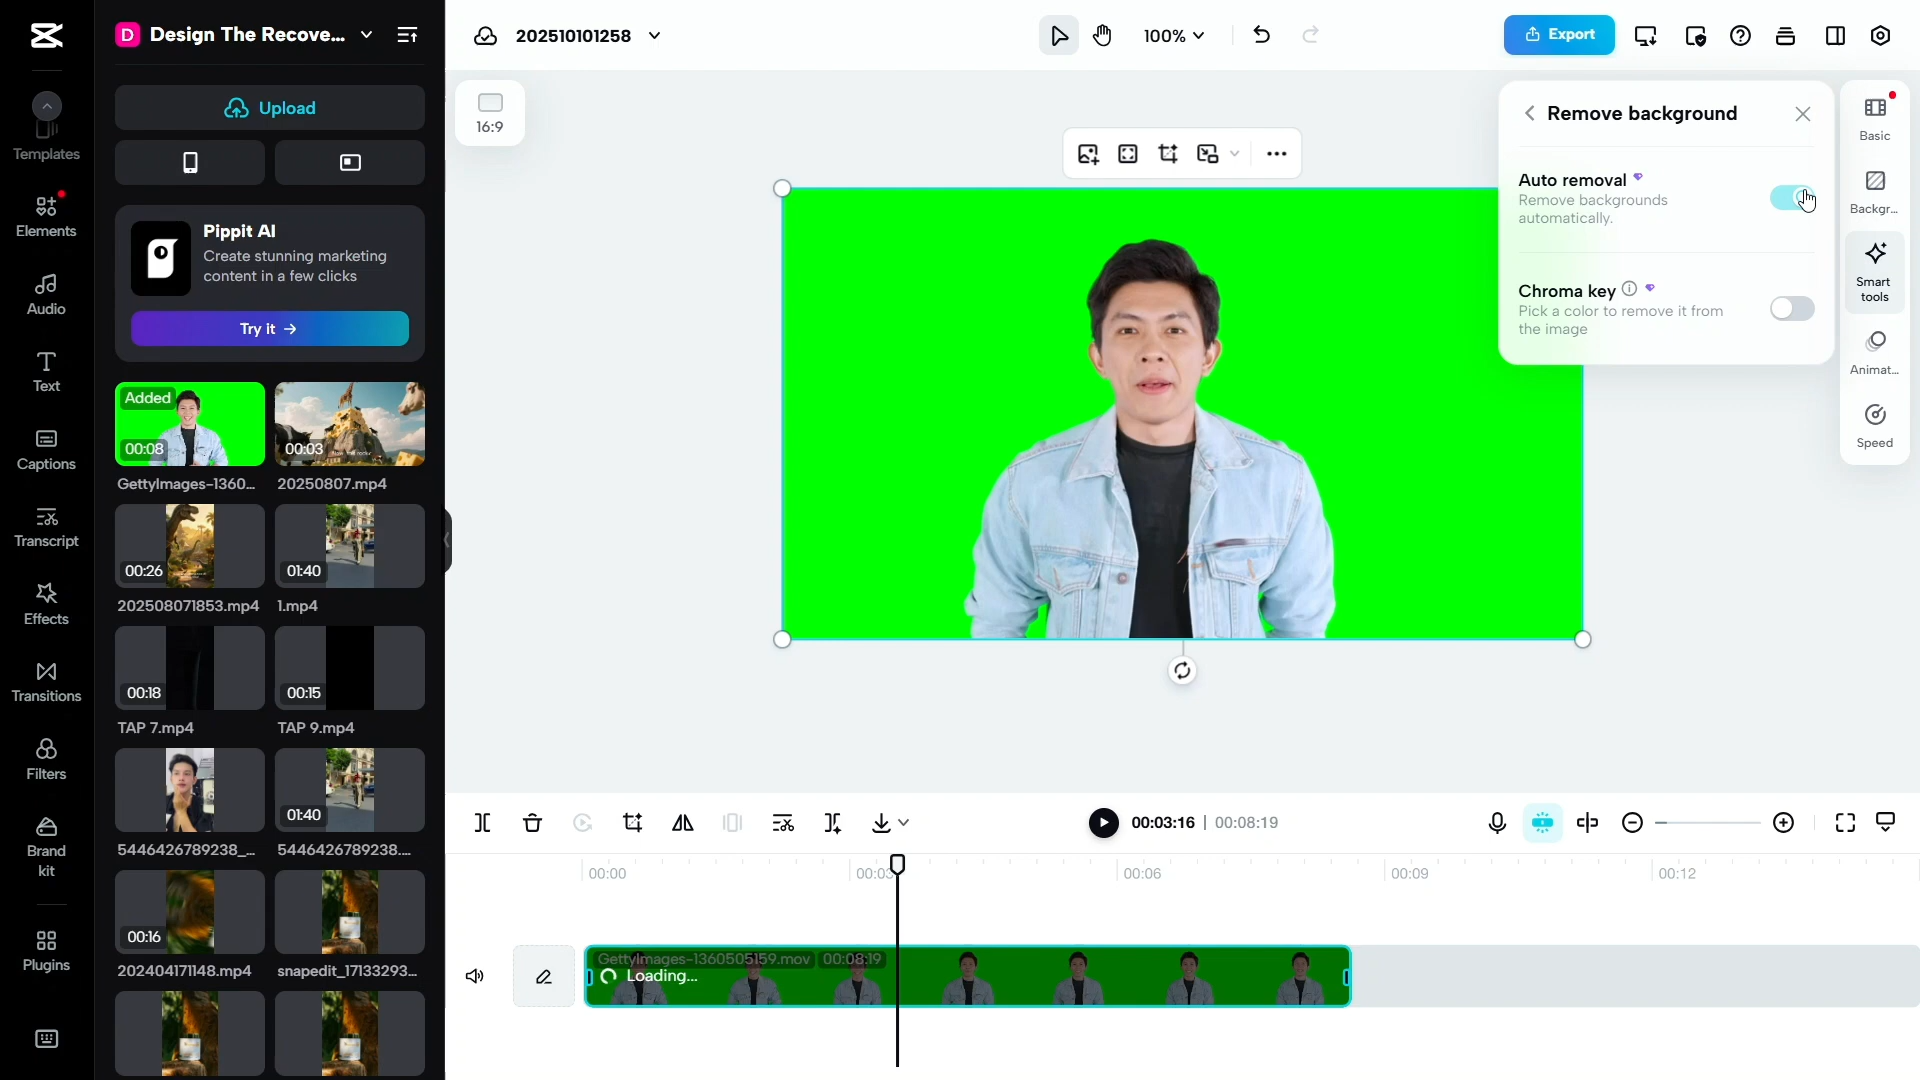 D Design The Recove...
202510101258
100%
Export
Templates
Elements
Audio
Text
Captions
Transcript
Effects
Transitions
Filters
Brand
kit
Plugins
Upload
Pippit AI
Create stunning marketing
content in a few clicks
Try it →
Added
00:08
00:03
GettyImages-1360...
20250807.mp4
00:26
01:40
202508071853.mp4
1.mp4
00:18
00:15
TAP 7.mp4
TAP 9.mp4
01:40
5446426789238_...
5446426789238....
00:16
202404171148.mp4
snapedit_17133293...
16:9
Remove background
Auto removal
Remove backgrounds
automatically.
Chroma key
Pick a color to remove it from
the image
Basic
Backgr...
Smart
tools
Animat...
Speed
00:03:16 | 00:08:19
00:00
00:03
00:06
00:09
00:12
GettyImages-1360505159.mov 00:08:19
Loading...